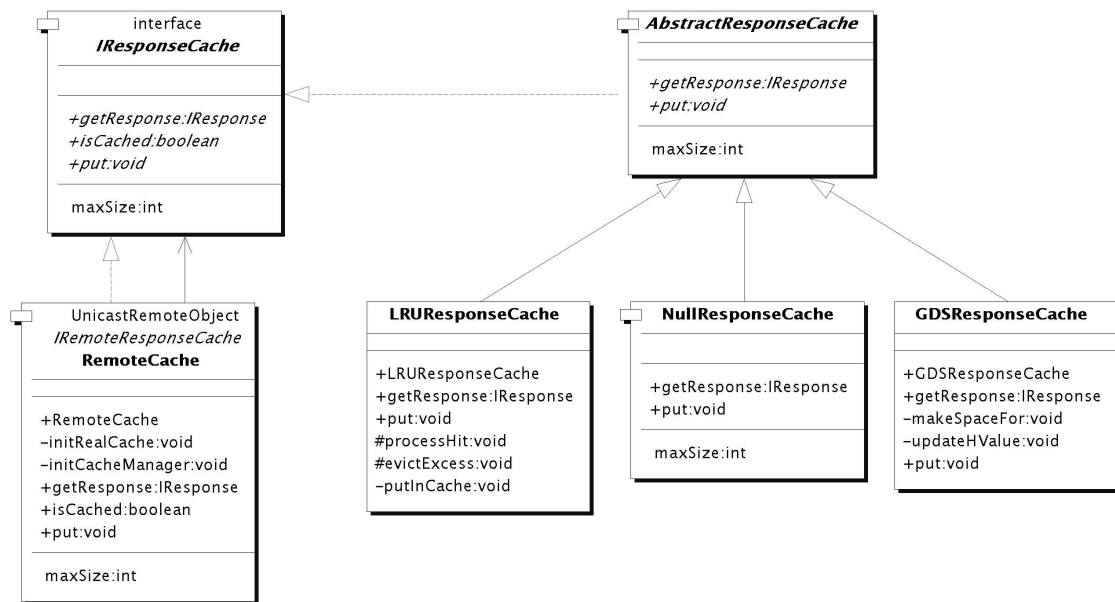 interface
IResponseCache
+getResponse:IResponse
+isCached:boolean
+put:void
maxSize:int
AbstractResponseCache
+getResponse:IResponse
+put:void
maxSize:int
UnicastRemoteObject
IRemoteResponseCache
RemoteCache
+RemoteCache
-initRealCache:void
-initCacheManager:void
+getResponse:IResponse
+isCached:boolean
+put:void
maxSize:int
LRUResponseCache
+LRUResponseCache
+getResponse:IResponse
+put:void
#processHit:void
#evictExcess:void
-putInCache:void
NullResponseCache
+getResponse:IResponse
+put:void
maxSize:int
GDSResponseCache
+GDSResponseCache
+getResponse:IResponse
-makeSpaceFor:void
-updateHValue:void
+put:void